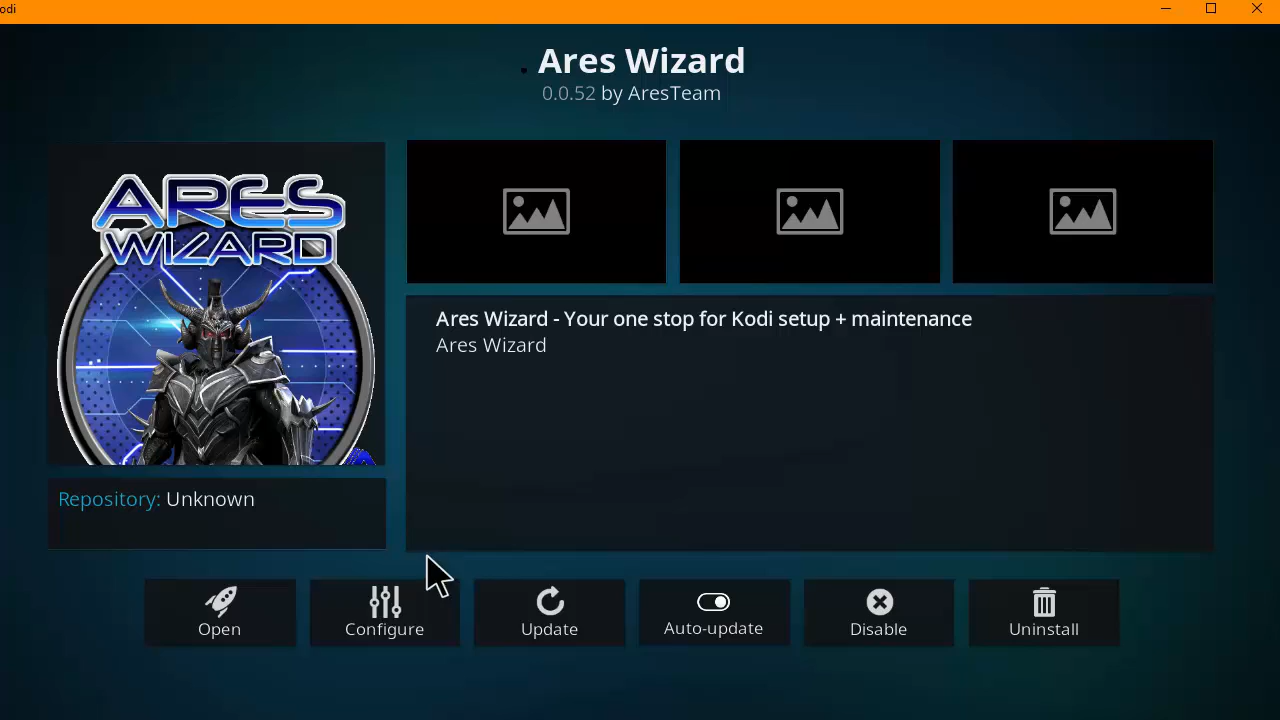 odi
Ares Wizard
0.0.52 by AresTeam
ARES
WIZARD
Ares Wizard - Your one stop for Kodi setup + maintenance
Ares Wizard
Repository: Unknown
Open
Configure
Update
Auto-update
Disable
Uninstall